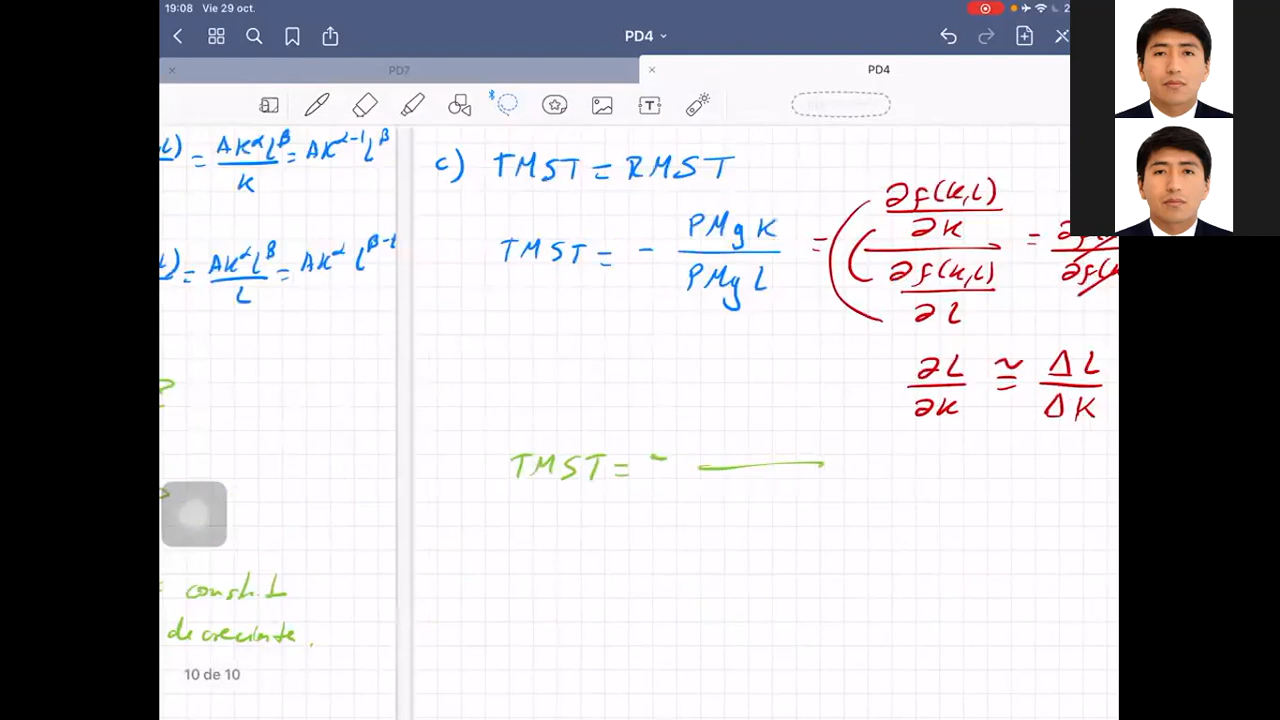 19:08 Vie 29 oct.
PD4
PD7
PD4
= AK^α L^β / K = AK^(α-1) L^β
= AK^α L^β / L = AK^α L^(β-1)
const. L
decreciente.
10 de 10
c) TMST = RMST
TMST = - PMg K / PMg L = ((∂f(K,L)/∂K) / (∂f(K,L)/∂L) =
∂L/∂K ≅ ΔL/ΔK
TMST = -